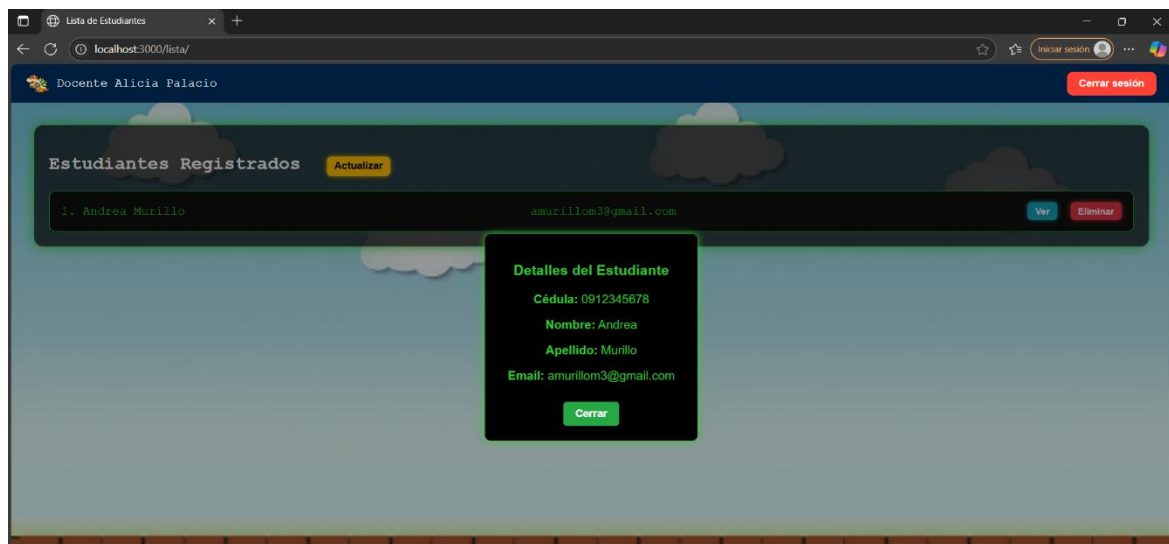 Lista de Estudiantes
localhost:3000/lista/
Iniciar sesión
Docente Alicia Palacio
Cerrar sesión
Estudiantes Registrados Actualizar
1. Andrea Murillo amurillom3@gmail.com Ver Eliminar
Detalles del Estudiante
Cédula: 0912345678
Nombre: Andrea
Apellido: Murillo
Email: amurillom3@gmail.com
Cerrar